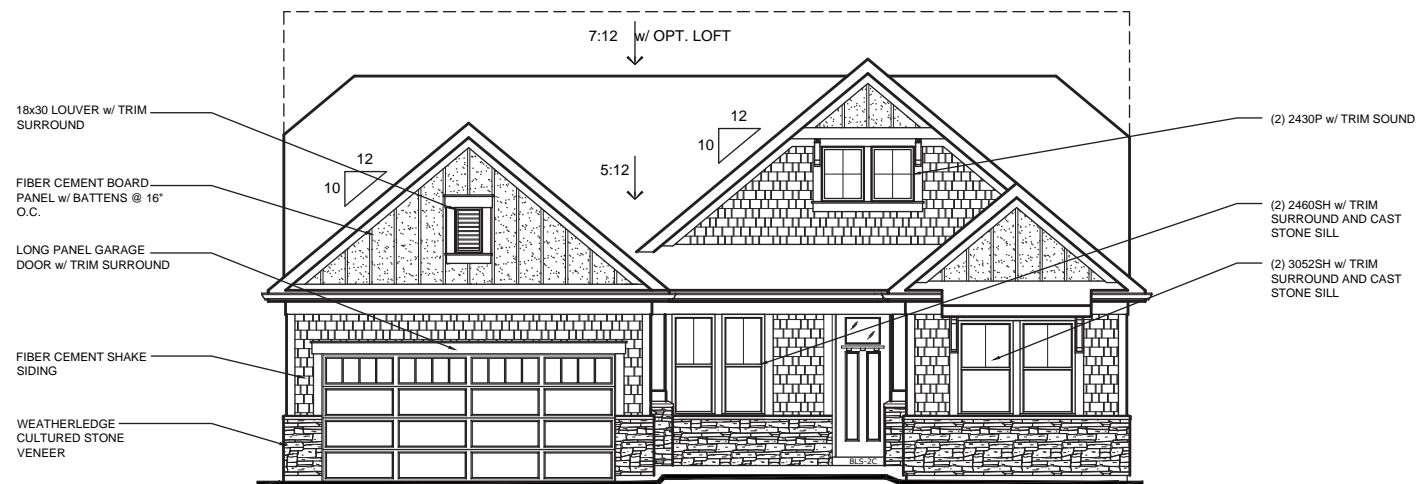 7:12 w/ OPT. LOFT
18x30 LOUVER w/ TRIM
SURROUND
12
10
5:12
12
10
FIBER CEMENT BOARD
PANEL w/ BATTENS @ 16"
O.C.
LONG PANEL GARAGE
DOOR w/ TRIM SURROUND
FIBER CEMENT SHAKE
SIDING
WEATHERLEDGE
CULTURED STONE
VENEER
(2) 2430P w/ TRIM SOUND
(2) 2460SH w/ TRIM
SURROUND AND CAST
STONE SILL
(2) 3052SH w/ TRIM
SURROUND AND CAST
STONE SILL
BLS-2C